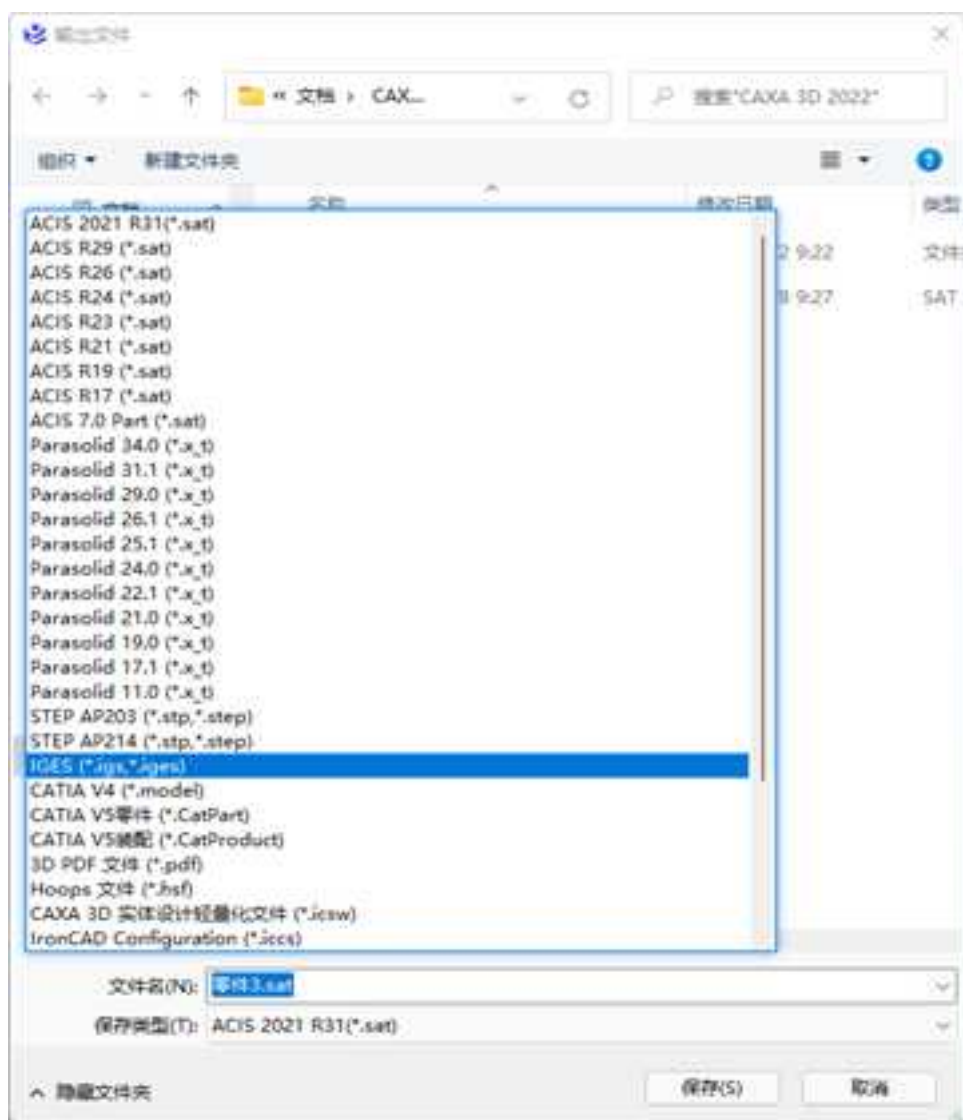 输出文件
« 文档 › CAX...
搜索"CAXA 3D 2022"
组织
新建文件夹
名称
修改日期
类型
ACIS 2021 R31(*.sat)
ACIS R29 (*.sat)
ACIS R26 (*.sat)
ACIS R24 (*.sat)
ACIS R23 (*.sat)
ACIS R21 (*.sat)
ACIS R19 (*.sat)
ACIS R17 (*.sat)
ACIS 7.0 Part (*.sat)
Parasolid 34.0 (*.x_t)
Parasolid 31.1 (*.x_t)
Parasolid 29.0 (*.x_t)
Parasolid 26.1 (*.x_t)
Parasolid 25.1 (*.x_t)
Parasolid 24.0 (*.x_t)
Parasolid 22.1 (*.x_t)
Parasolid 21.0 (*.x_t)
Parasolid 19.0 (*.x_t)
Parasolid 17.1 (*.x_t)
Parasolid 11.0 (*.x_t)
STEP AP203 (*.stp,*.step)
STEP AP214 (*.stp,*.step)
IGES (*.igs,*.iges)
CATIA V4 (*.model)
CATIA V5零件 (*.CatPart)
CATIA V5装配 (*.CatProduct)
3D PDF 文件 (*.pdf)
Hoops 文件 (*.hsf)
CAXA 3D 实体设计轻量化文件 (*.icsw)
IronCAD Configuration (*.iccs)
2 9:22
文件
8 9:27
SAT
文件名(N): 零件3.sat
保存类型(T): ACIS 2021 R31(*.sat)
隐藏文件夹
保存(S)
取消